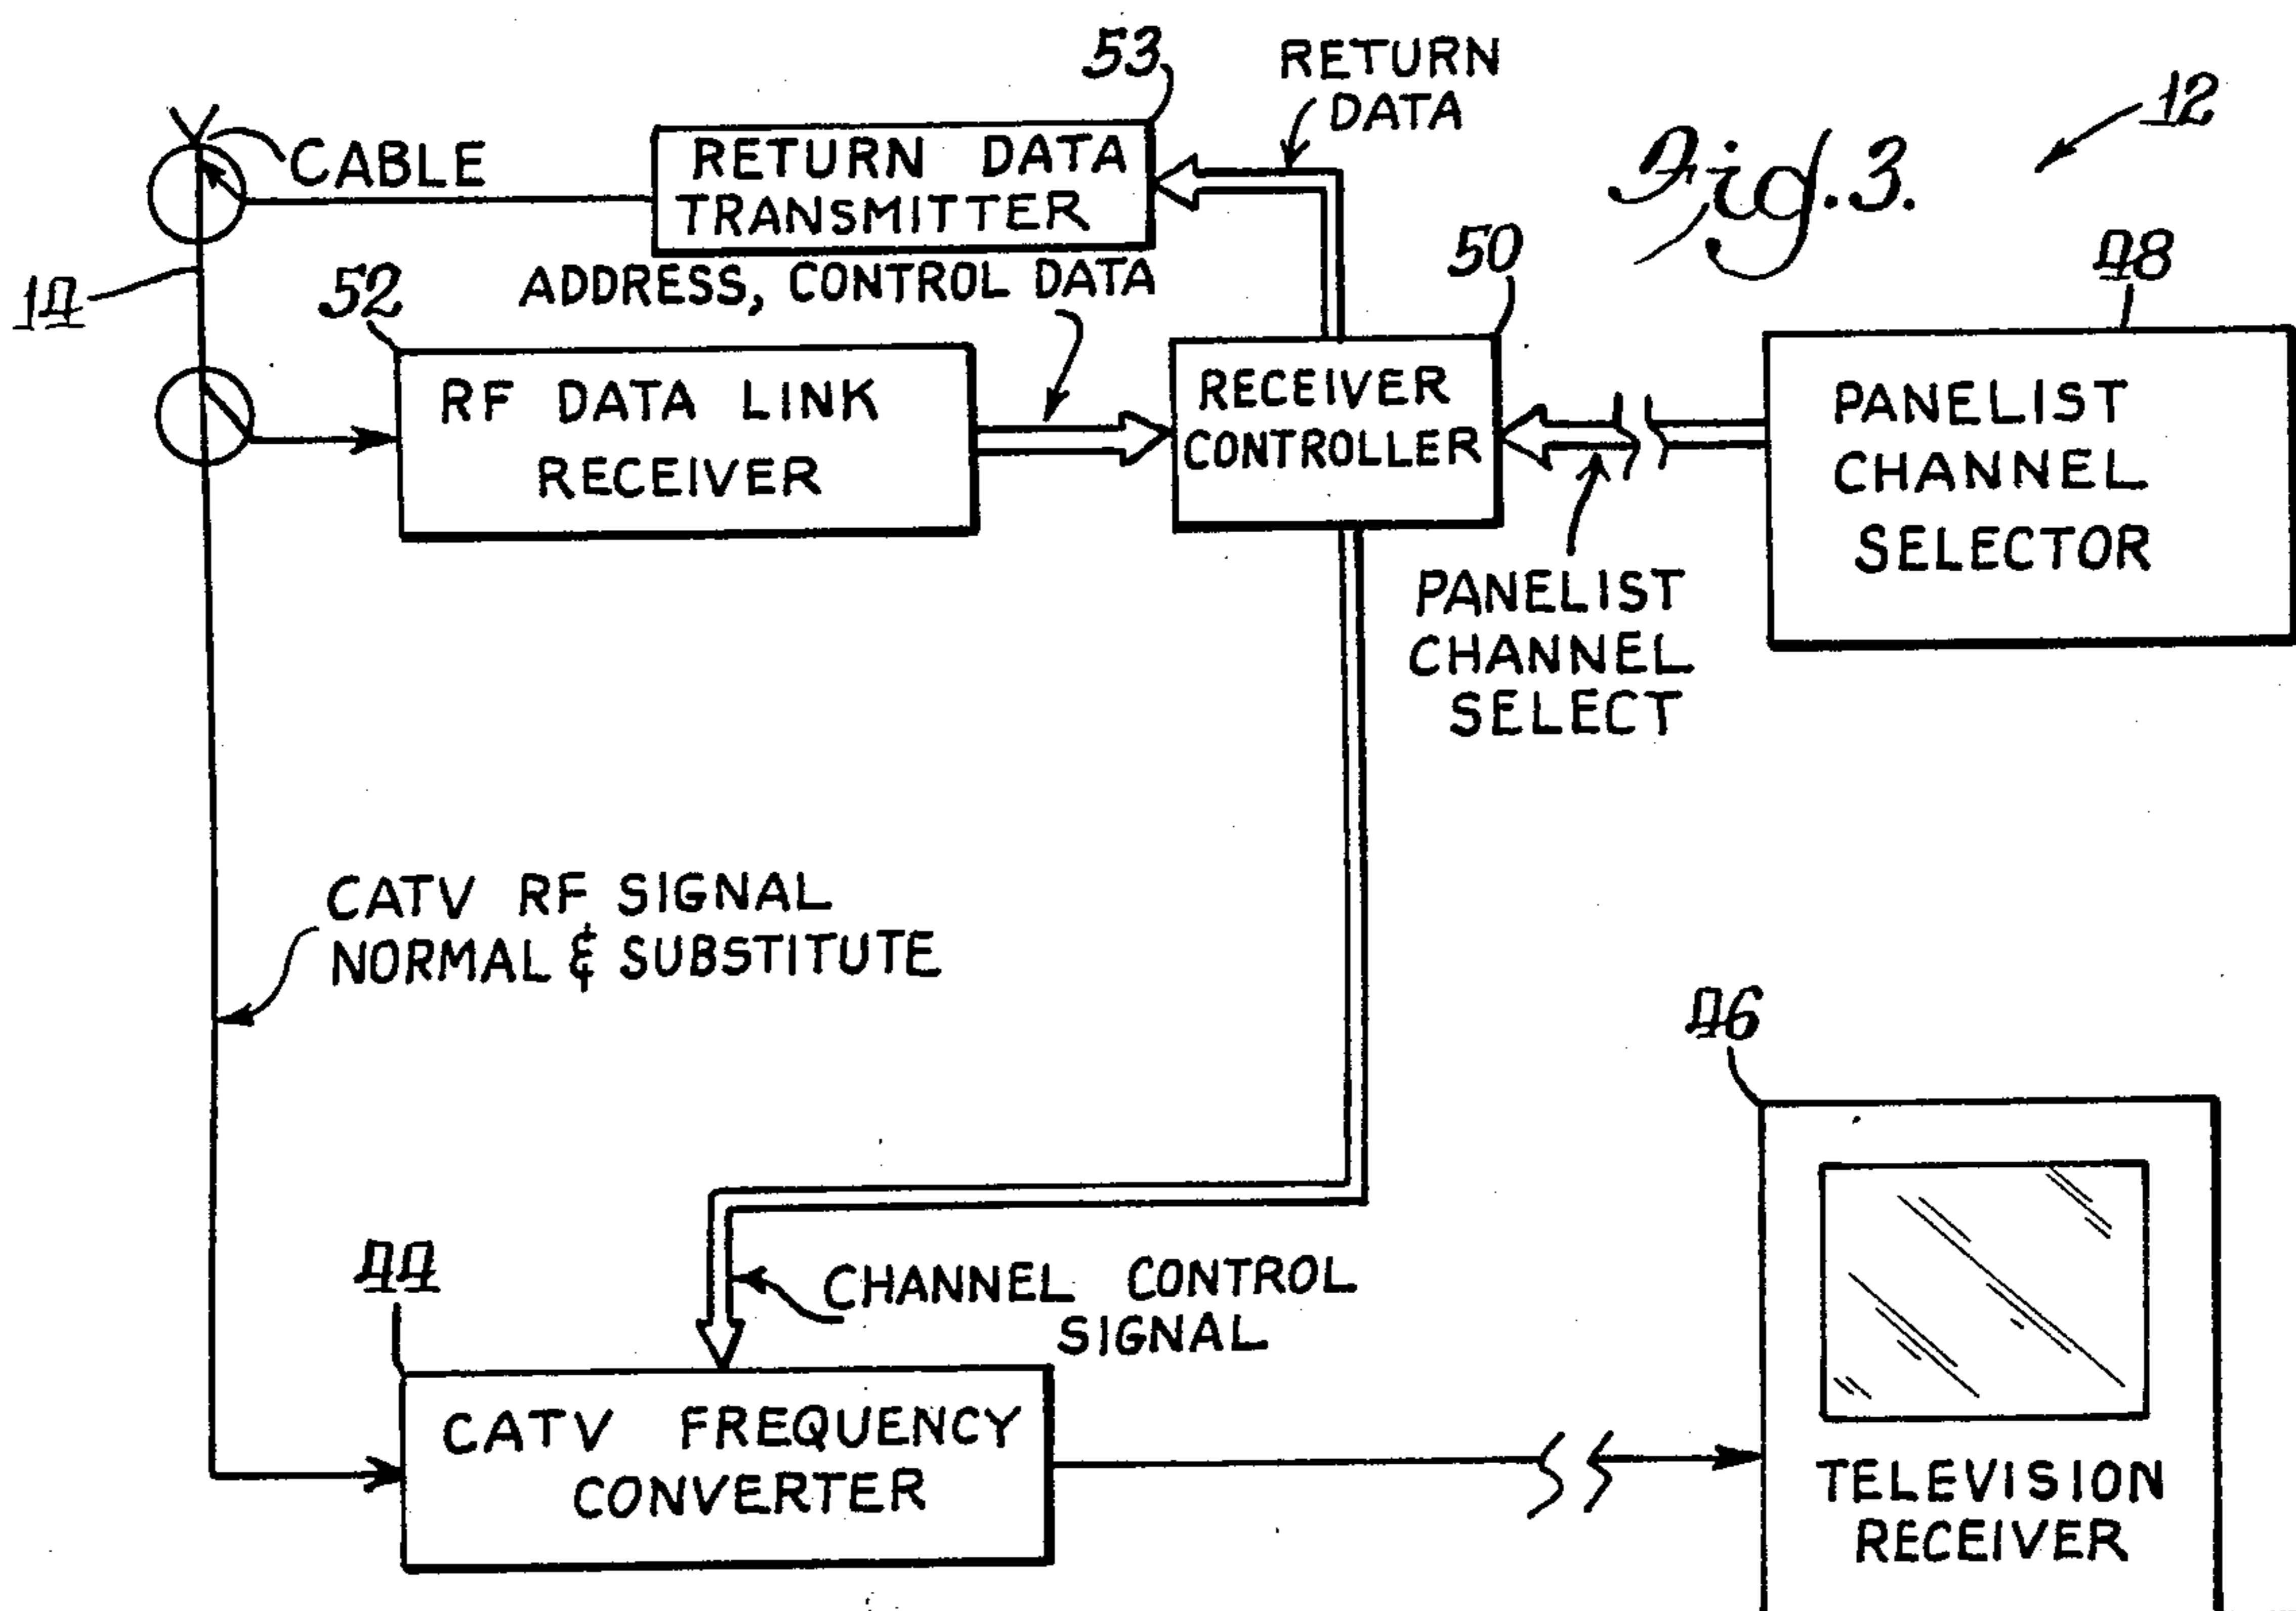 53
RETURN
DATA
Fig. 3.
12
CABLE
RETURN DATA
TRANSMITTER
14
52
ADDRESS, CONTROL DATA
50
48
RF DATA LINK
RECEIVER
RECEIVER
CONTROLLER
PANELIST
CHANNEL
SELECTOR
PANELIST
CHANNEL
SELECT
CATV RF SIGNAL
NORMAL & SUBSTITUTE
46
44
CHANNEL CONTROL
SIGNAL
CATV FREQUENCY
CONVERTER
TELEVISION
RECEIVER